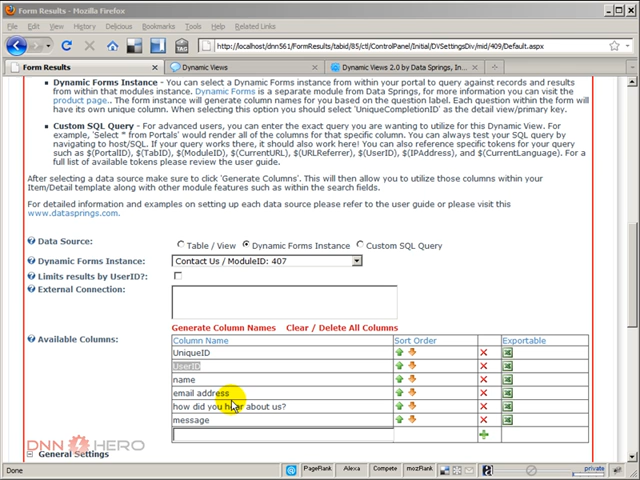 Form Results - Mozilla Firefox
File Edit View History Delicious Bookmarks Tools Help Related Links
http://localhost/dnn561/FormResults/tabid/85/ctl/ControlPanel/Initial/DVSettingsDiv/mid/409/Default.aspx
Form Results Dynamic Views Dynamic Views 2.0 by Data Springs, In...
Dynamic Forms Instance - You can select a Dynamic Forms instance from within your portal to query against records and results
from within that modules instance. Dynamic Forms is a separate module from Data Springs, for more information you can visit the
product page.. The form instance will generate column names for you based on the question label. Each question within the form will
have its own unique column. When selecting this option you should select 'UniqueCompletionID' as the detail view/primary key.
Custom SQL Query - For advanced users, you can enter the exact query you are wanting to utilize for this Dynamic View. For
example, 'Select * from Portals' would render all of the columns for that specific column. You can also test your SQL query by
navigating to host/SQL. If your query works there, it should also work here! You can also reference specific tokens for your query
such as $(PortalID), $(TabID), $(ModuleID), $(CurrentURL), $(URLReferrer), $(UserID), $(IPAddress), and $(CurrentLanguage). For a
full list of available tokens please review the user guide.
After selecting a data source make sure to click 'Generate Columns'. This will then allow you to utilize those columns within your
Item/Detail template along with other module features such as within the search fields.
For detailed information and examples on setting up each data source please refer to the user guide or please visit this
www.datasprings.com.
Data Source: Table / View Dynamic Forms Instance Custom SQL Query
Dynamic Forms Instance: Contact Us / ModuleID: 407
Limits results by UserID?:
External Connection:
Generate Column Names Clear / Delete All Columns
Available Columns: Column Name Sort Order Exportable
UniqueID
UserID
name
email address
how did you hear about us?
message
DNN HERO
General Settings
Done PageRank Alexa Compete mozRank